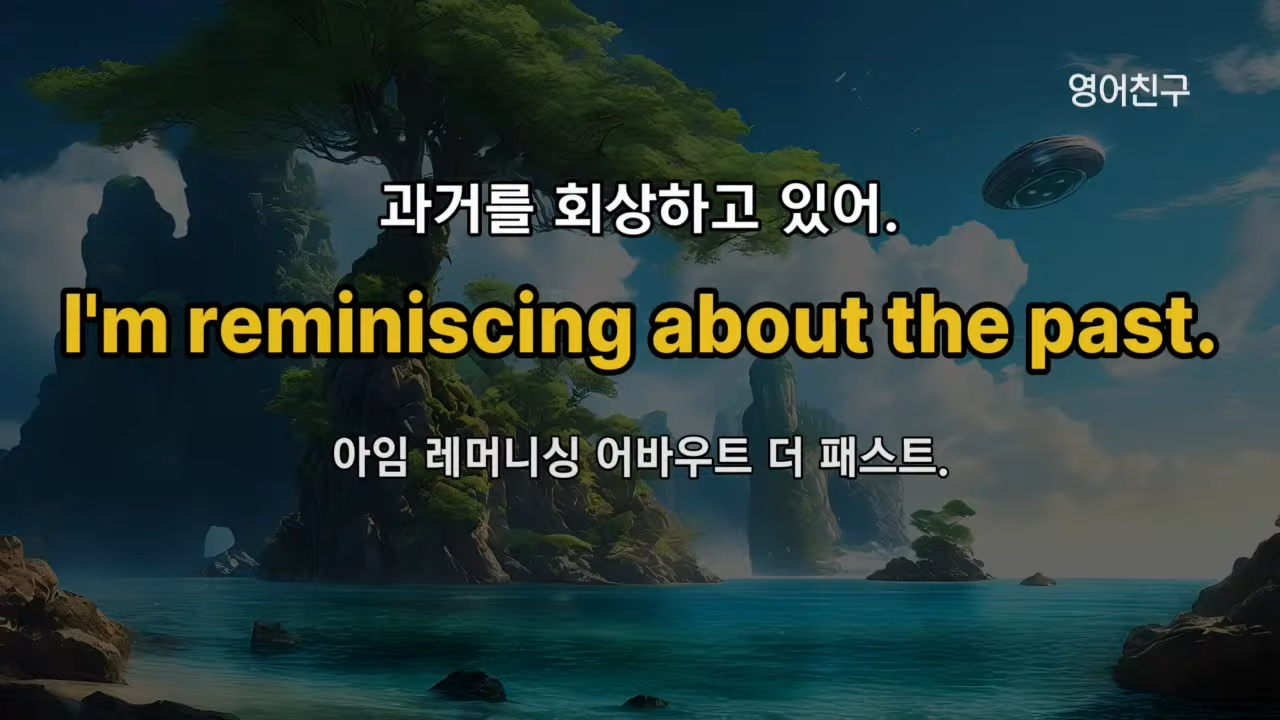 영어친구
과거를 회상하고 있어.
I'm reminiscing about the past.
아임 레머니싱 어바우트 더 패스트.